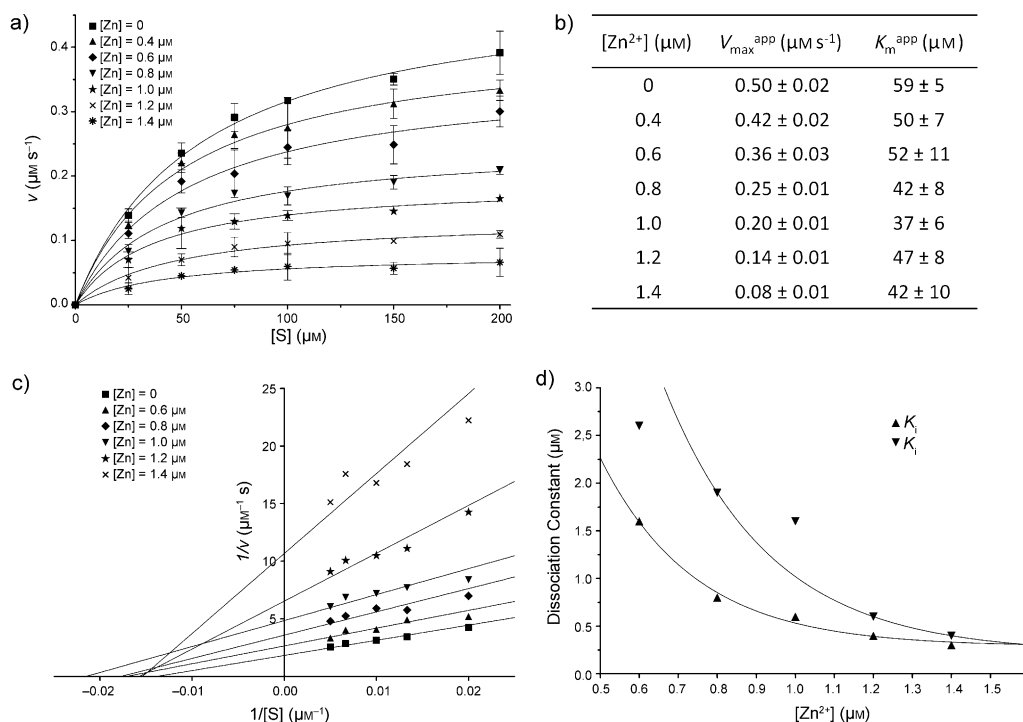 a)
[Zn] = 0
[Zn] = 0.4 μM
[Zn] = 0.6 μM
[Zn] = 0.8 μM
[Zn] = 1.0 μM
[Zn] = 1.2 μM
[Zn] = 1.4 μM
v (μM s⁻¹)
0.4
0.3
0.2
0.1
0.0
0 50 100 150 200
[S] (μM)
b)
[Zn²⁺] (μM) Vmaxᵃᵖᵖ (μM s⁻¹) Kmᵃᵖᵖ (μM)
0 0.50 ± 0.02 59 ± 5
0.4 0.42 ± 0.02 50 ± 7
0.6 0.36 ± 0.03 52 ± 11
0.8 0.25 ± 0.01 42 ± 8
1.0 0.20 ± 0.01 37 ± 6
1.2 0.14 ± 0.01 47 ± 8
1.4 0.08 ± 0.01 42 ± 10
c)
[Zn] = 0
[Zn] = 0.6 μM
[Zn] = 0.8 μM
[Zn] = 1.0 μM
[Zn] = 1.2 μM
[Zn] = 1.4 μM
1/v (μM⁻¹ s)
25
20
15
10
5
−0.02 −0.01 0.00 0.01 0.02
1/[S] (μM⁻¹)
d)
Ki
Ki
Dissociation Constant (μM)
3.0
2.5
2.0
1.5
1.0
0.5
0.0
0.5 0.6 0.7 0.8 0.9 1.0 1.1 1.2 1.3 1.4 1.5
[Zn²⁺] (μM)